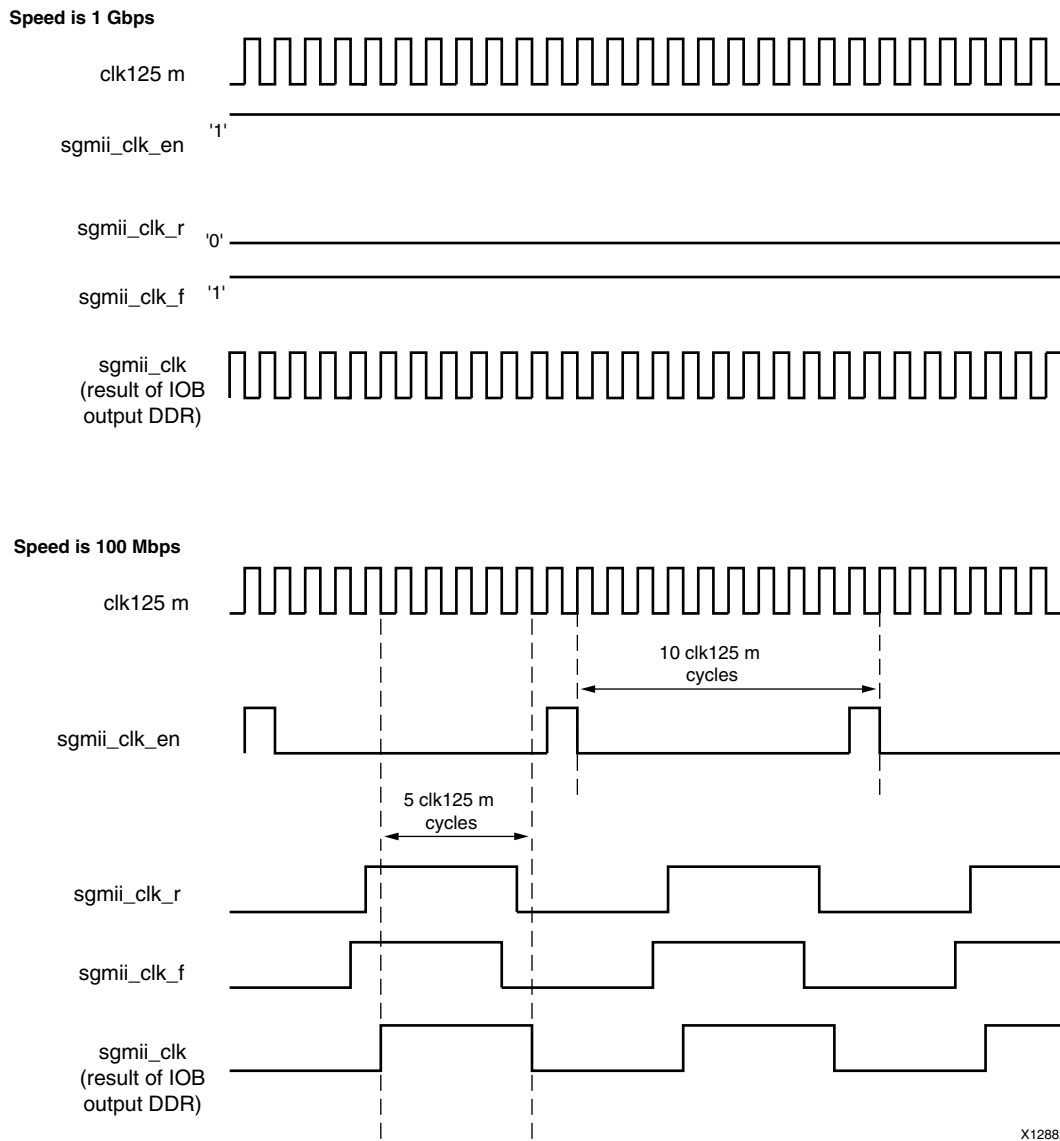 Speed is 1 Gbps
clk125 m
'1'
sgmii_clk_en
sgmii_clk_r
'0'
sgmii_clk_f
'1'
sgmii_clk
(result of IOB
output DDR)
Speed is 100 Mbps
clk125 m
10 clk125 m
cycles
sgmii_clk_en
5 clk125 m
cycles
sgmii_clk_r
sgmii_clk_f
sgmii_clk
(result of IOB
output DDR)
X1288